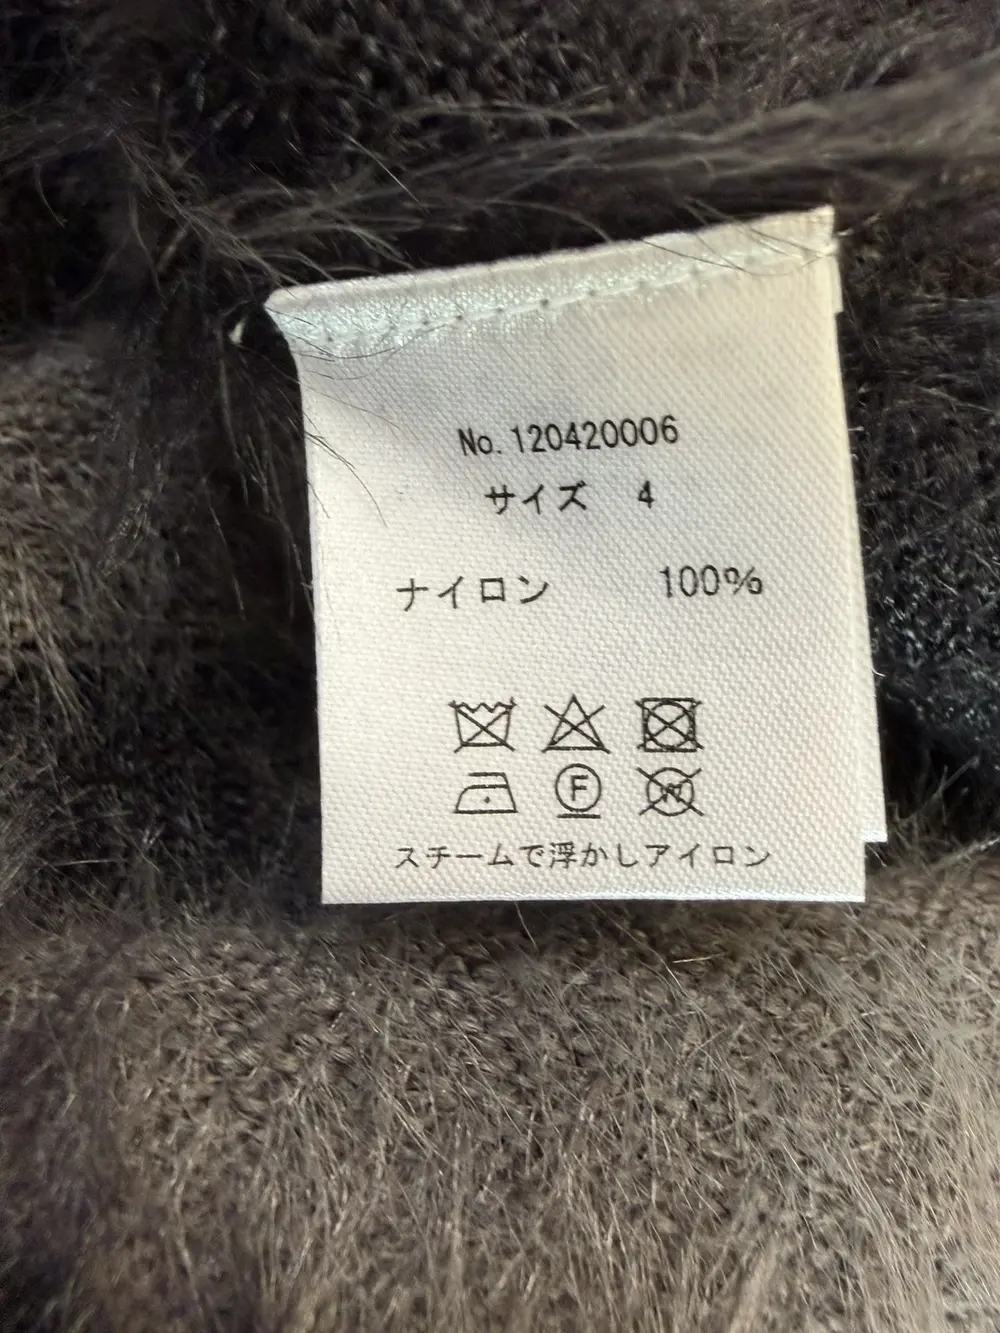 No.120420006
サイズ 4
ナイロン 100%
F
W
スチームで浮かしアイロン